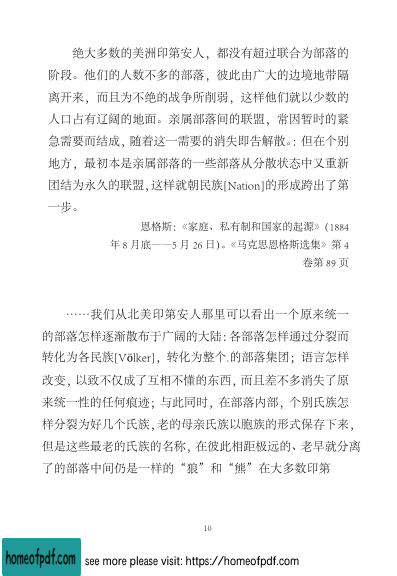 绝大多数的美洲印第安人，都没有超过联合为部落的
阶段。他们的人数不多的部落，彼此由广大的边境地带隔
离开来，而且为不绝的战争所削弱，这样他们就以少数的
人口占有辽阔的地面。亲属部落间的联盟，常因暂时的紧
急需要而结成，随着这一需要的消失即告解散。：但在个别
地方，最初本是亲属部落的一些部落从分散状态中又重新
团结为永久的联盟,这样就朝民族[Nation]的形成跨出了第
一步。
恩格斯：《家庭、私有制和国家的起源》(1884
年 8 月底——5 月 26 日)。《马克思恩格斯选集》第 4
卷第 89 页
……我们从北美印第安人那里可以看出一个原来统一
的部落怎样逐渐散布于广阔的大陆：各部落怎样通过分裂而
转化为各民族[Völker]，转化为整个.的部落集团；语言怎样
改变，以致不仅成了互相不懂的东西，而且差不多消失了原
来统一性的任何痕迹；与此同时，在部落内部，个别氏族怎
样分裂为好几个氏族,老的母亲氏族以胞族的形式保存下来,
但是这些最老的氏族的名称，在彼此相距极远的、老早就分离
了的部落中间仍是一样的“狼”和“熊”在大多数印第
10
homeofpdf.com
see more please visit: https://homeofpdf.com